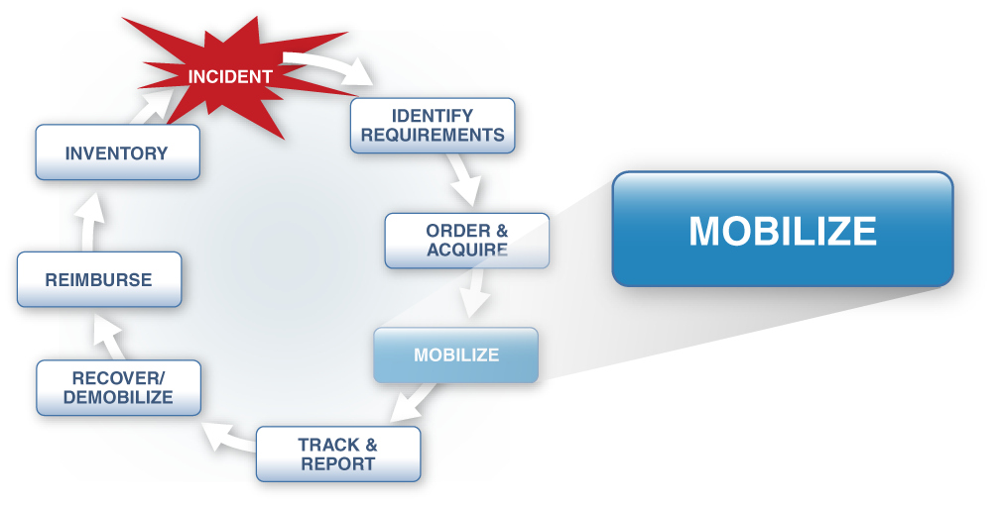 INCIDENT
IDENTIFY
REQUIREMENTS
ORDER &
ACQUIRE
MOBILIZE
TRACK &
REPORT
RECOVER/
DEMOBILIZE
REIMBURSE
INVENTORY
MOBILIZE